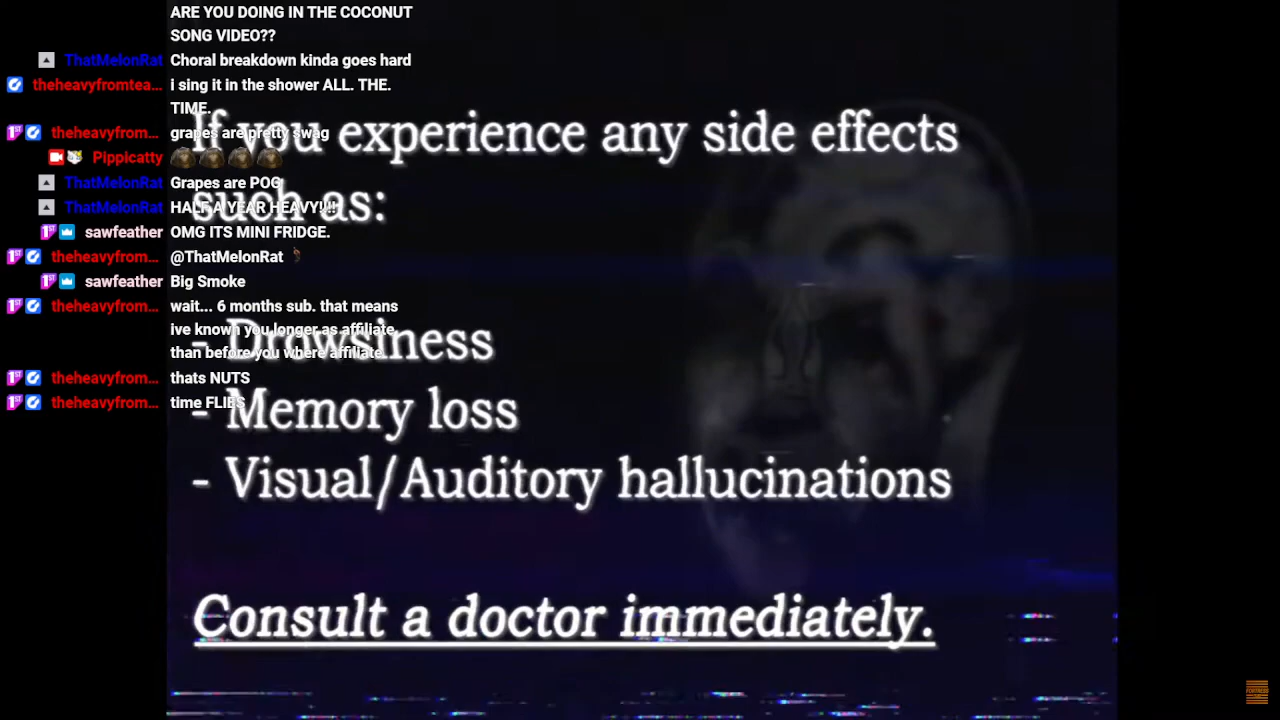 ARE YOU DOING IN THE COCONUT
SONG VIDEO??
ThatMelonRat Choral breakdown kinda goes hard
theheavyfromtea... i sing it in the shower ALL. THE.
TIME.
theheavyfrom... grapes are pretty swag
Pippicatty
ThatMelonRat Grapes are POG
ThatMelonRat HALF A YEAR HEAVY!!!!
sawfeather OMG ITS MINI FRIDGE.
theheavyfrom... @ThatMelonRat
sawfeather Big Smoke
theheavyfrom... wait... 6 months sub. that means
ive known you longer as affiliate
than before you where affiliate.
theheavyfrom... thats NUTS
theheavyfrom... time FLIES
If you experience any side effects
such as:
- Drowsiness
- Memory loss
- Visual/Auditory hallucinations
Consult a doctor immediately.
FORTRESS